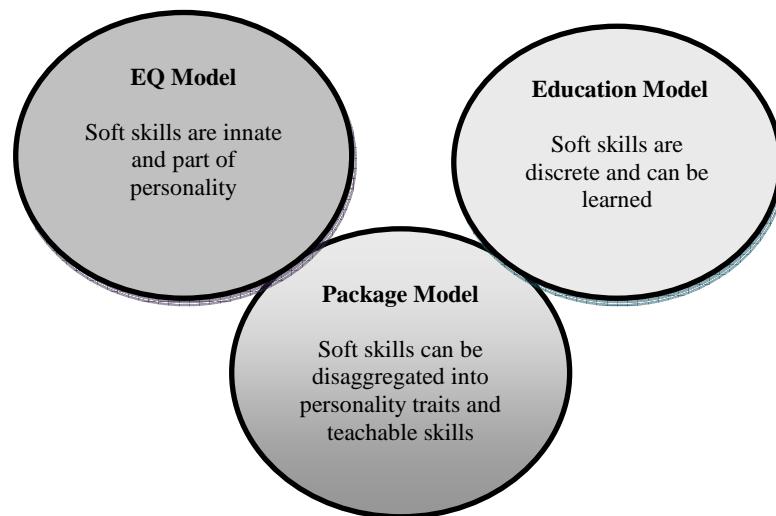 EQ Model
Soft skills are innate
and part of
personality
Education Model
Soft skills are
discrete and can be
learned
Package Model
Soft skills can be
disaggregated into
personality traits and
teachable skills